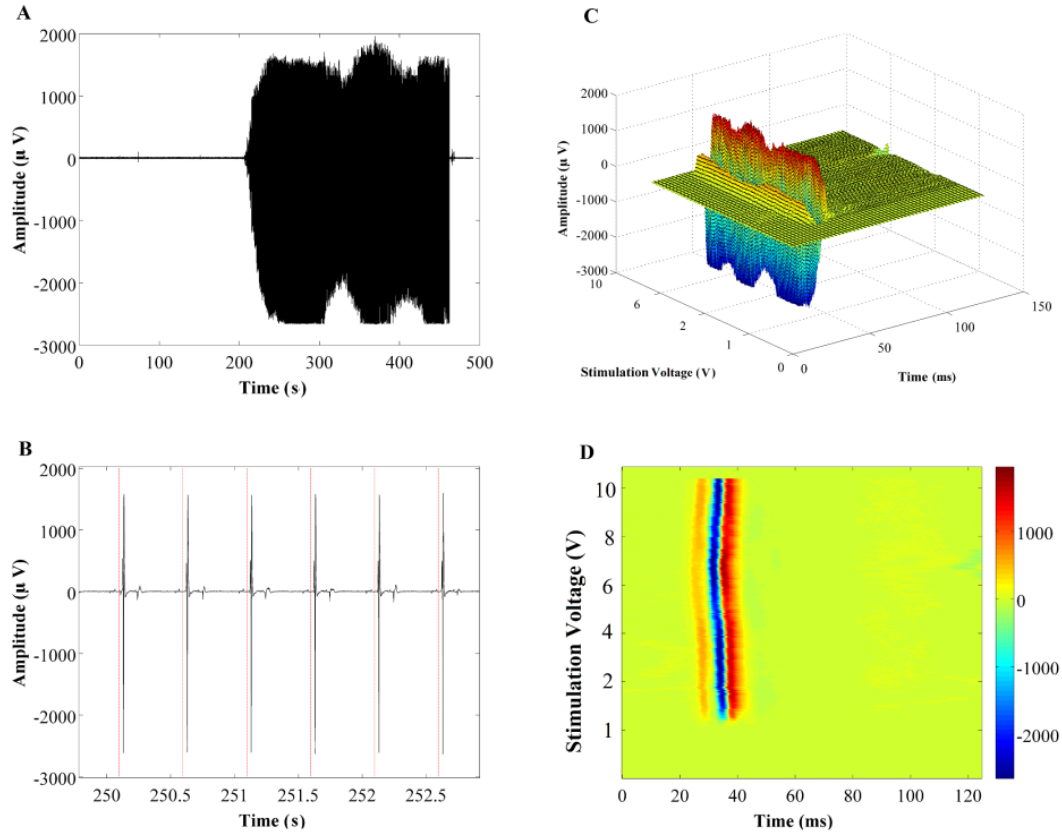 A
2000
1000
0
-1000
-2000
-3000
Amplitude (μ V)
0 100 200 300 400 500
Time (s)
C
2000
1000
0
-1000
-2000
-3000
Amplitude (μ V)
10
6
2
1
0
Stimulation Voltage (V)
0
50
100
150
Time (ms)
B
2000
1000
0
-1000
-2000
-3000
Amplitude (μ V)
250 250.5 251 251.5 252 252.5
Time (s)
D
10
8
6
4
2
1
Stimulation Voltage (V)
0 20 40 60 80 100 120
Time (ms)
1000
0
-1000
-2000